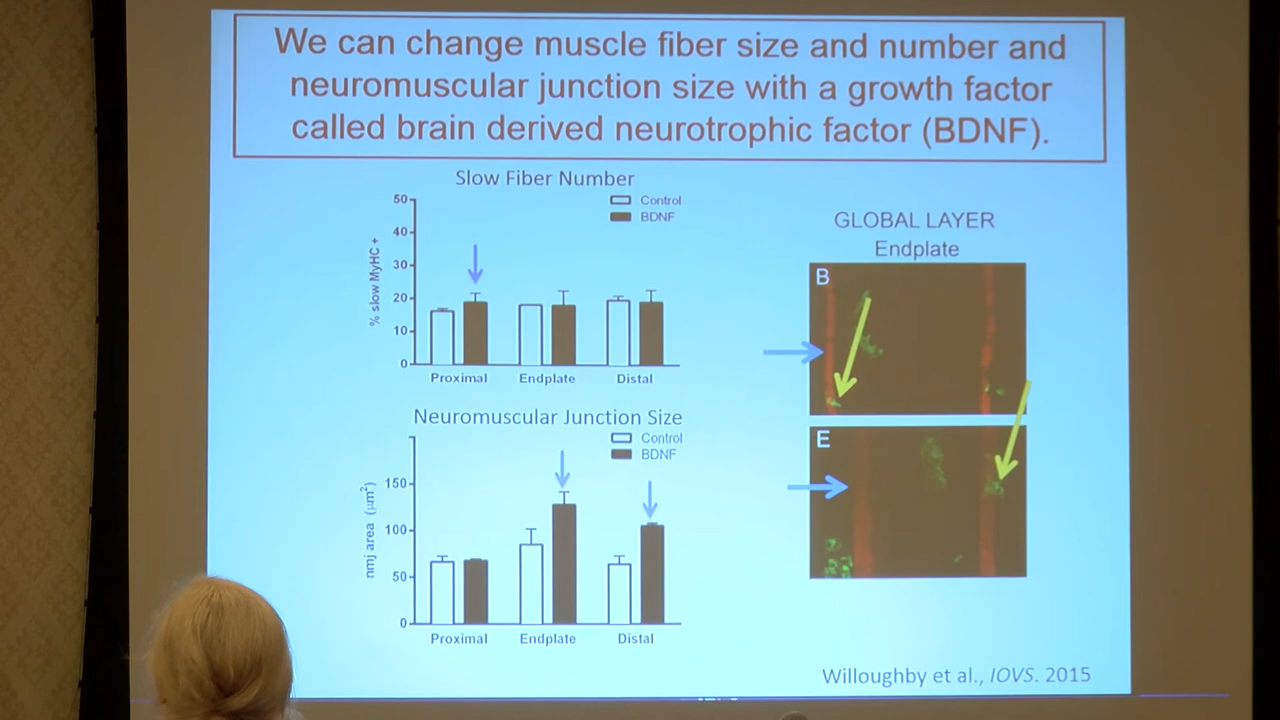 We can change muscle fiber size and number and
neuromuscular junction size with a growth factor
called brain derived neurotrophic factor (BDNF).
Slow Fiber Number
Control
BDNF
% slow MyHC +
50
40
30
20
10
0
Proximal Endplate Distal
Neuromuscular Junction Size
Control
BDNF
nmj area (μm²)
150
100
50
0
Proximal Endplate Distal
GLOBAL LAYER
Endplate
B
E
Willoughby et al., IOVS. 2015